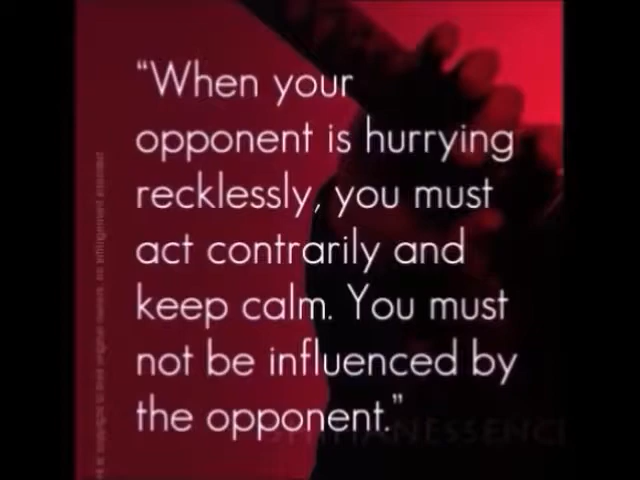 “When your
opponent is hurrying
recklessly, you must
act contrarily and
keep calm. You must
not be influenced by
the opponent.”